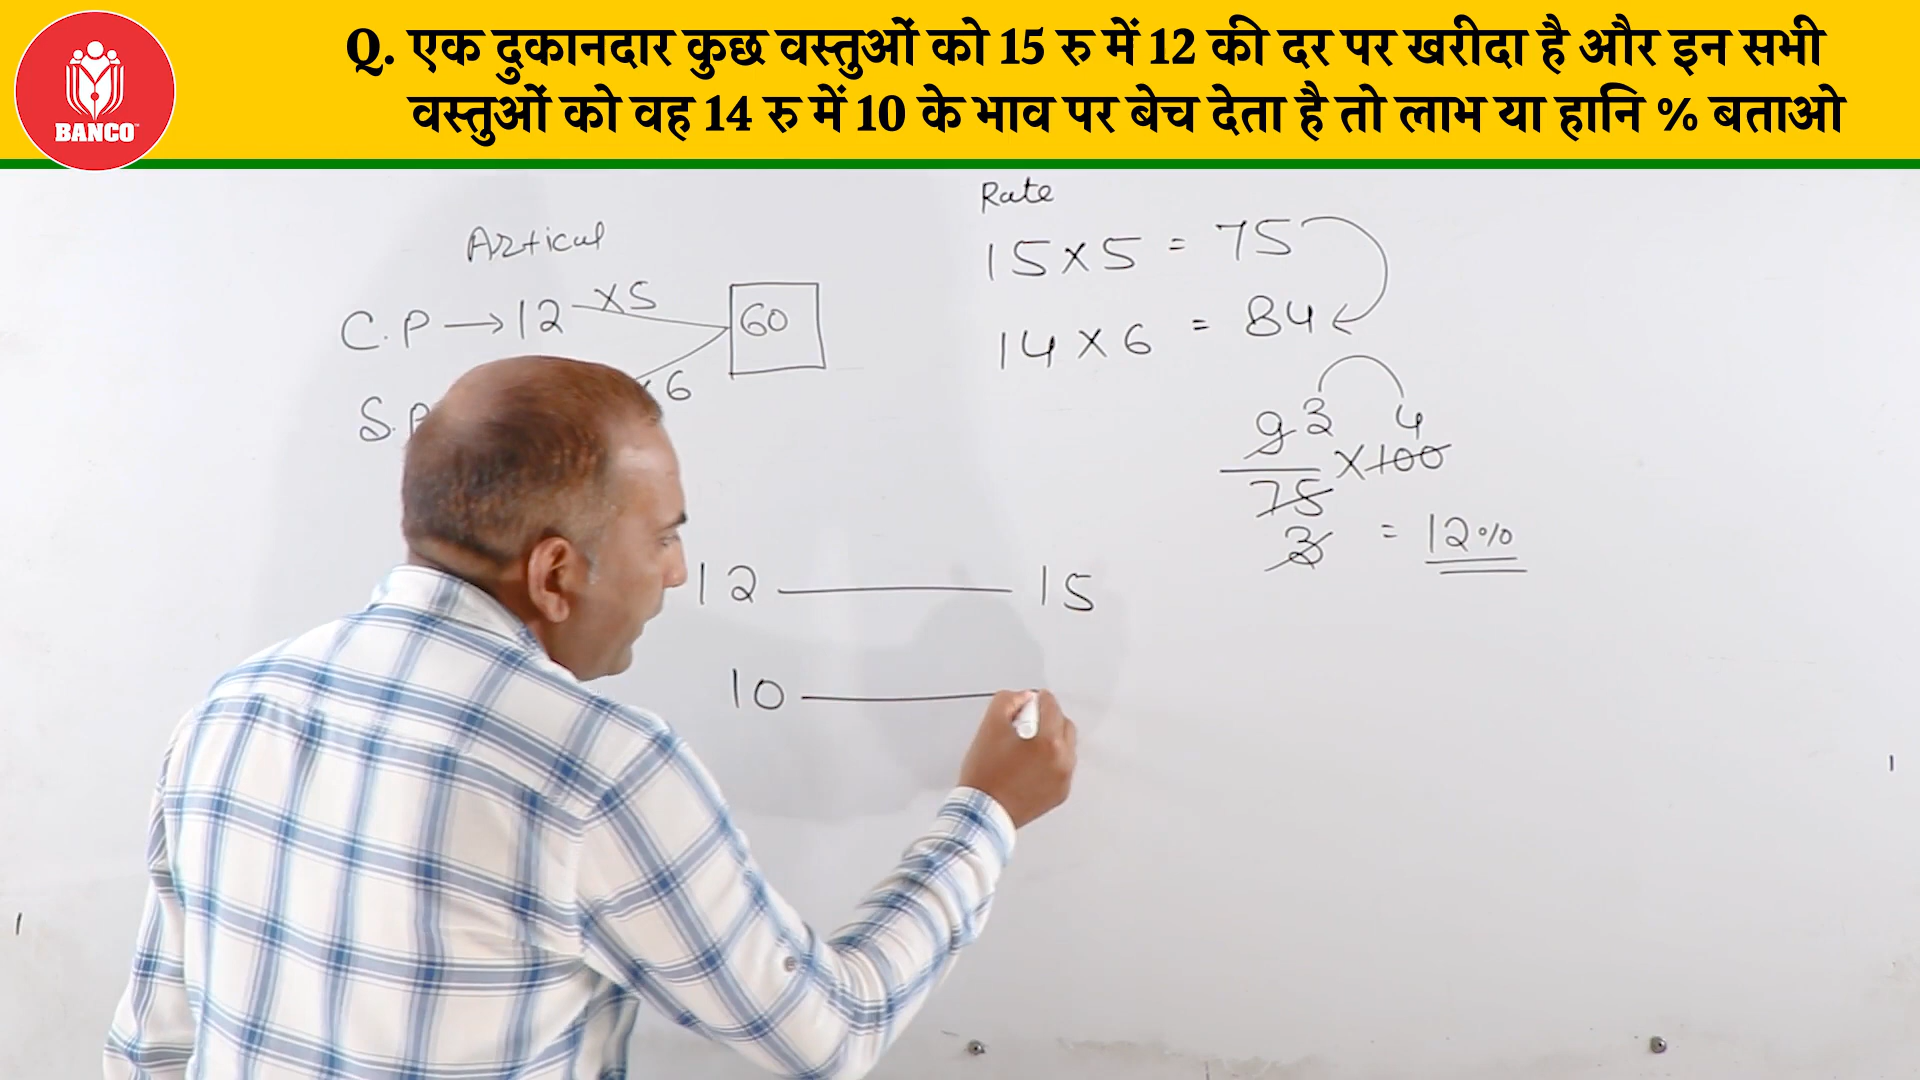 Q. एक दुकानदार कुछ वस्तुओं को 15 रु में 12 की दर पर खरीदा है और इन सभी
वस्तुओं को वह 14 रु में 10 के भाव पर बेच देता है तो लाभ या हानि % बताओ
BANCO
Artical
Rate
C.P → 12 ×5 60
15×5 = 75
S.P
6
14×6 = 84
9 3 4
75 ×100
3 = 12%
12 — 15
10 —